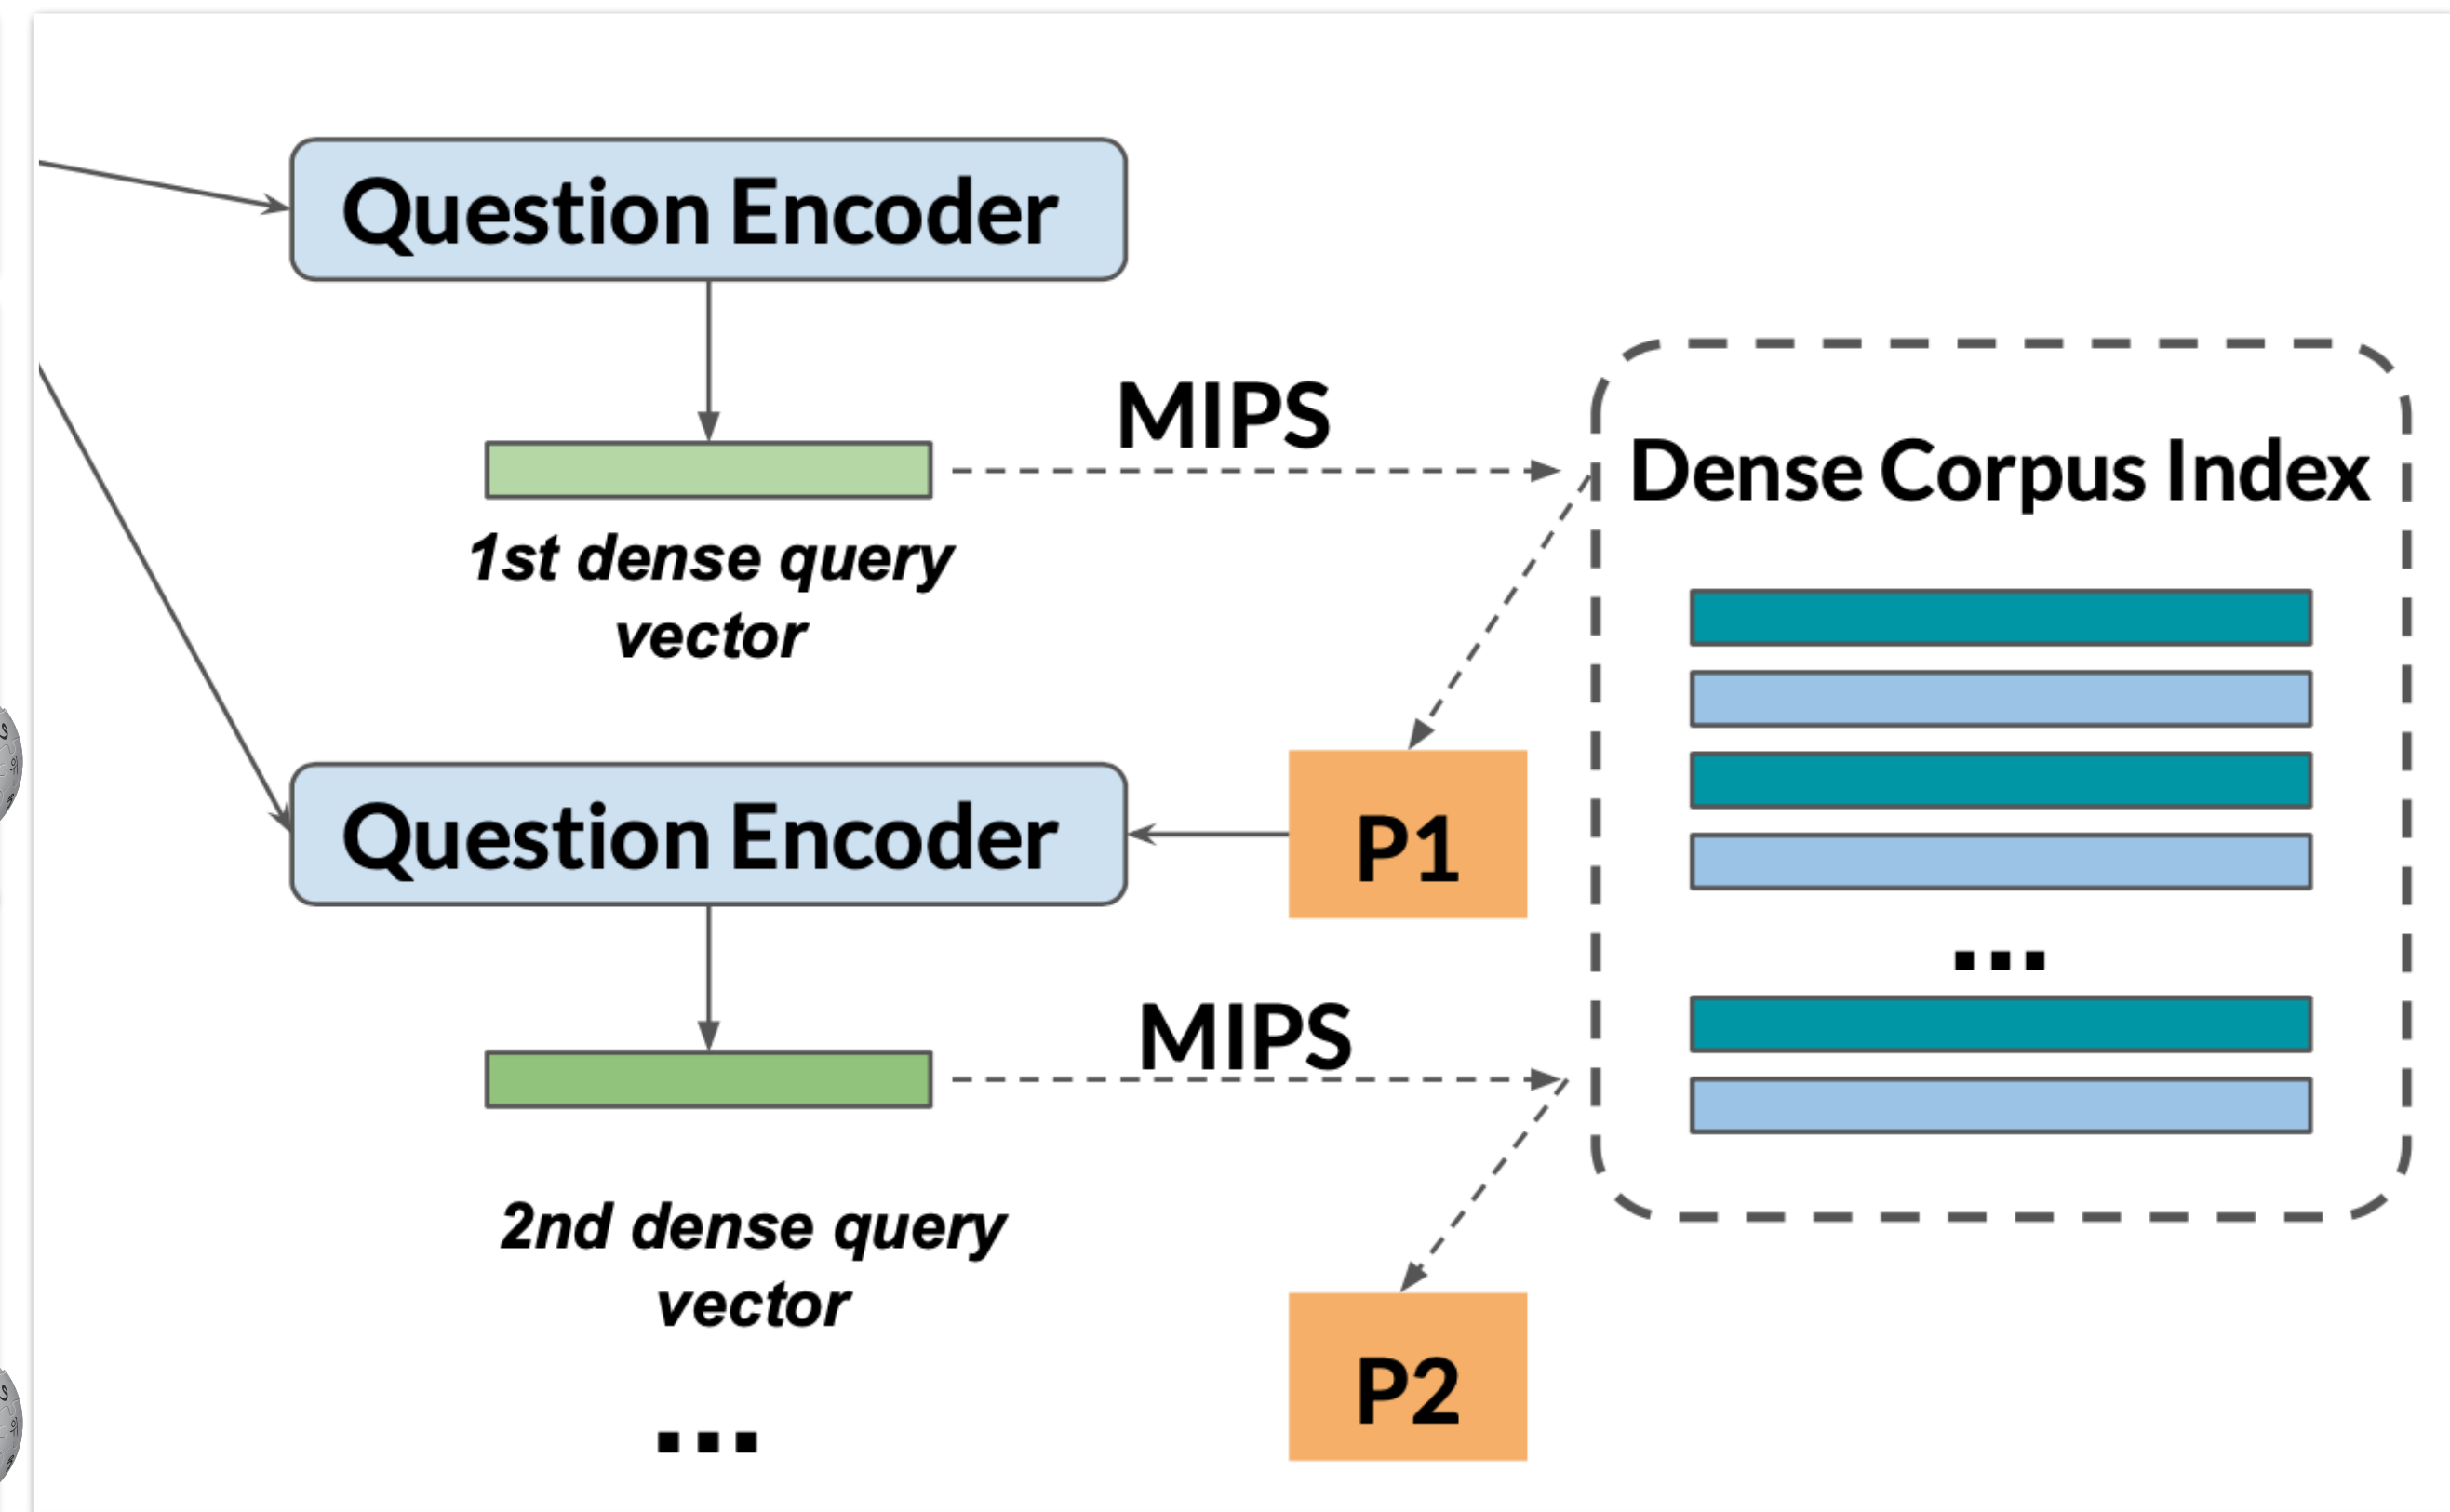 Question Encoder
MIPS
1st dense query
vector
Dense Corpus Index
Question Encoder
P1
...
MIPS
2nd dense query
vector
P2
...